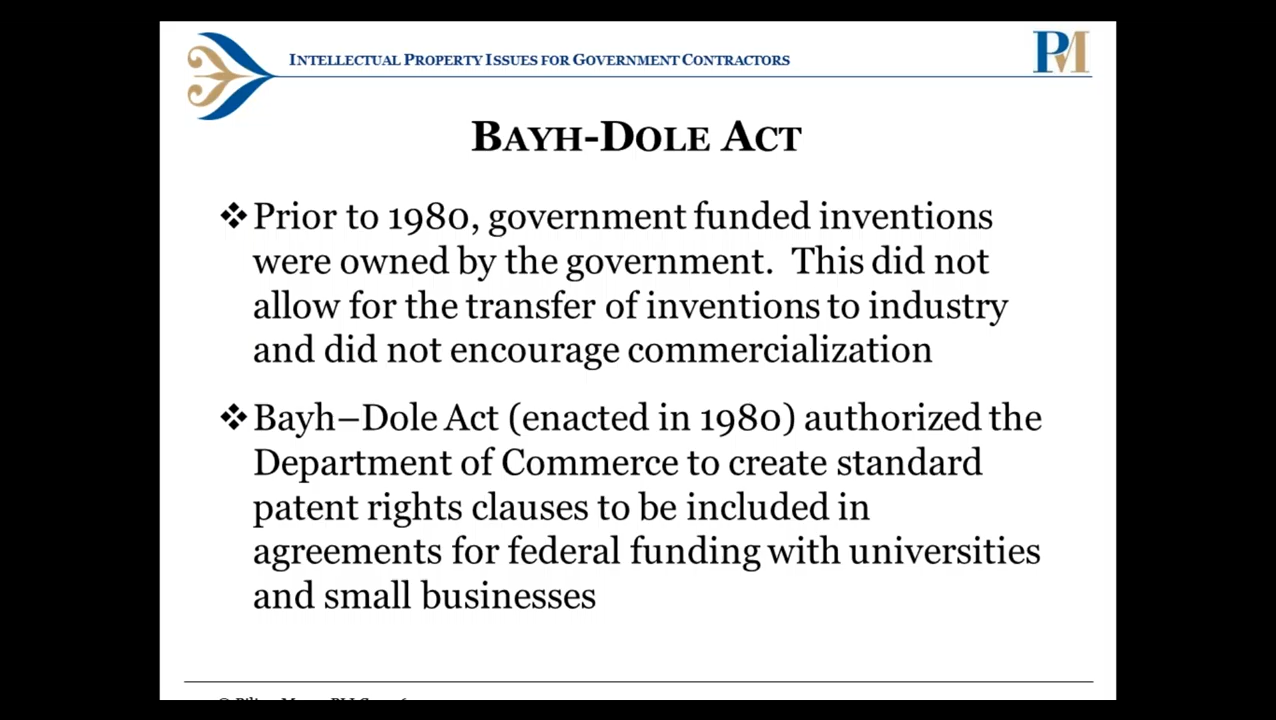 INTELLECTUAL PROPERTY ISSUES FOR GOVERNMENT CONTRACTORS
PM
BAYH-DOLE ACT
❖Prior to 1980, government funded inventions
were owned by the government.  This did not
allow for the transfer of inventions to industry
and did not encourage commercialization
❖Bayh–Dole Act (enacted in 1980) authorized the
Department of Commerce to create standard
patent rights clauses to be included in
agreements for federal funding with universities
and small businesses